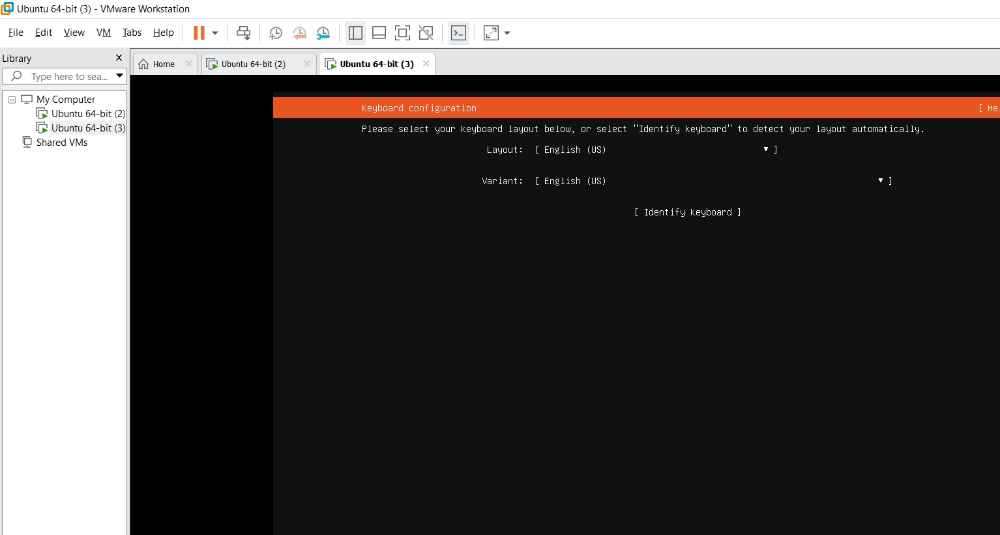 Ubuntu 64-bit (3) - VMware Workstation
File Edit View VM Tabs Help
Library
Type here to sea...
My Computer
Ubuntu 64-bit (2)
Ubuntu 64-bit (3)
Shared VMs
Home
Ubuntu 64-bit (2)
Ubuntu 64-bit (3)
Keyboard configuration [ He
Please select your keyboard layout below, or select "Identify keyboard" to detect your layout automatically.
Layout: [ English (US) ▾ ]
Variant: [ English (US) ▾ ]
[ Identify keyboard ]